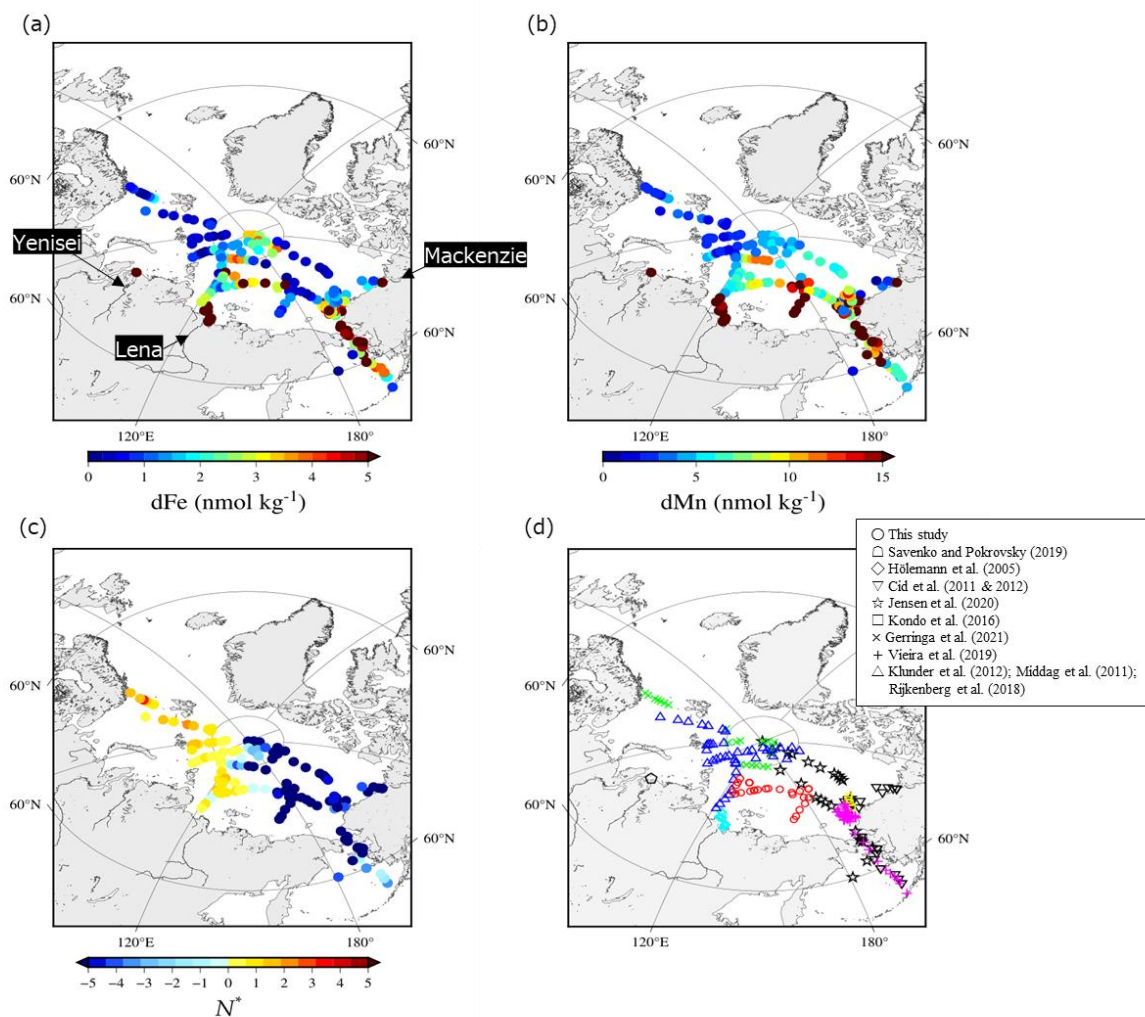 (a)
(b)
60°N
60°N
60°N
60°N
60°N
60°N
60°N
60°N
Yenisei
Mackenzie
Lena
120°E
180°
120°E
180°
0 1 2 3 4 5
0 5 10 15
dFe (nmol kg⁻¹)
dMn (nmol kg⁻¹)
(c)
(d)
This study
Savenko and Pokrovsky (2019)
Hölemann et al. (2005)
Cid et al. (2011 & 2012)
Jensen et al. (2020)
Kondo et al. (2016)
Gerringa et al. (2021)
Vieira et al. (2019)
Klunder et al. (2012); Middag et al. (2011);
Rijkenberg et al. (2018)
60°N
60°N
60°N
60°N
60°N
60°N
60°N
120°E
180°
120°E
180°
−5 −4 −3 −2 −1 0 1 2 3 4 5
N*